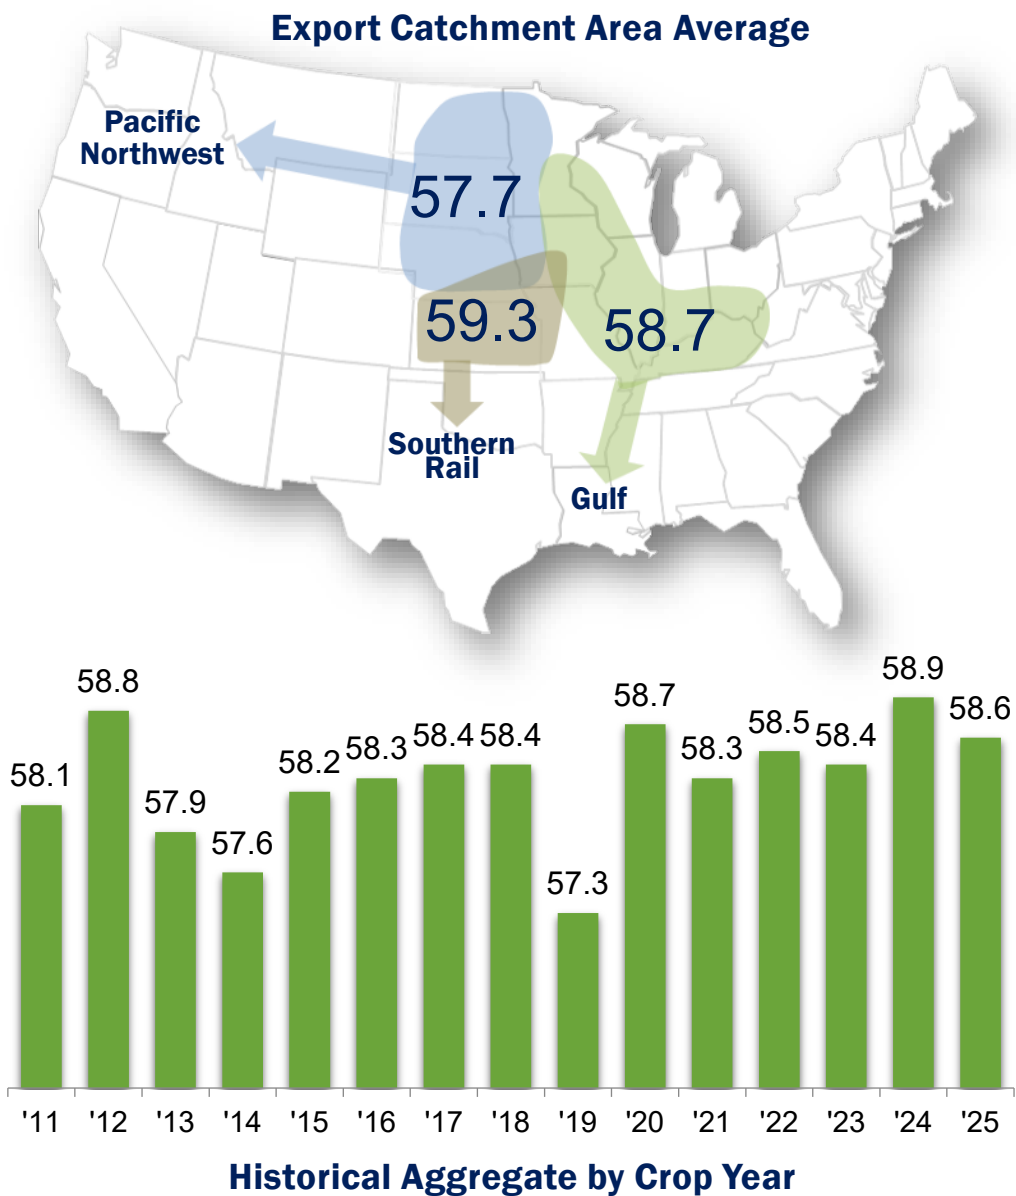 Export Catchment Area Average
Pacific
Northwest
57.7
59.3
58.7
Southern
Rail
Gulf
58.1
58.8
57.9
57.6
58.2
58.3
58.4
58.4
57.3
58.7
58.3
58.5
58.4
58.9
58.6
'11 '12 '13 '14 '15 '16 '17 '18 '19 '20 '21 '22 '23 '24 '25
Historical Aggregate by Crop Year